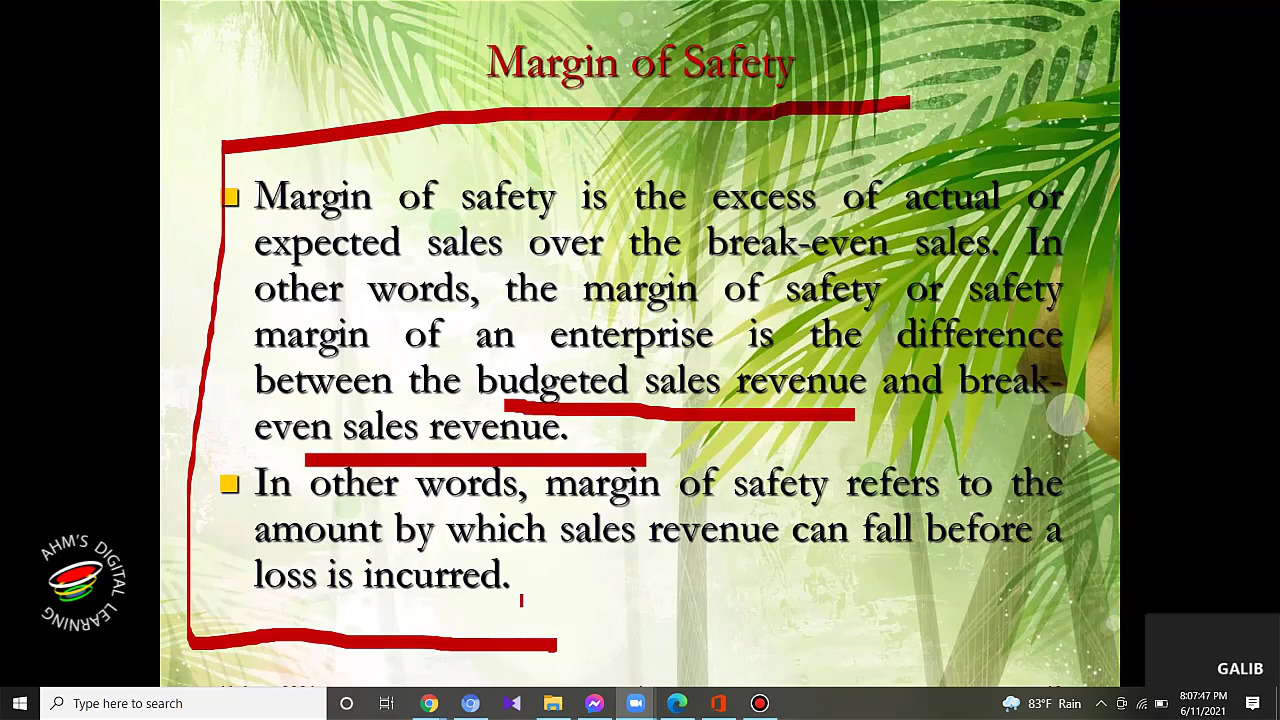 Margin of Safety
Margin of safety is the excess of actual or
expected sales over the break-even sales. In
other words, the margin of safety or safety
margin of an enterprise is the difference
between the budgeted sales revenue and break-
even sales revenue.
In other words, margin of safety refers to the
amount by which sales revenue can fall before a
loss is incurred.
AHM'S DIGITAL LEARNING
GALIB
Type here to search
83°F Rain
8:07:47 PM
6/11/2021